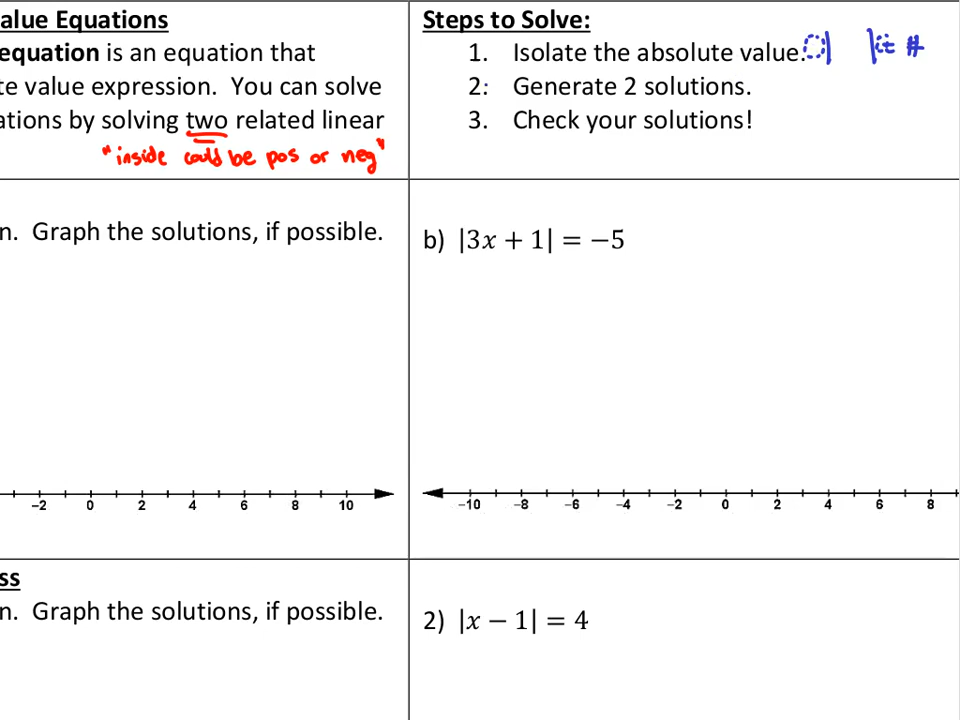 alue Equations
equation is an equation that
te value expression. You can solve
ations by solving two related linear
"inside could be pos or neg"
Steps to Solve:
1. Isolate the absolute value.
2. Generate 2 solutions.
3. Check your solutions!
n. Graph the solutions, if possible.
−2 0 2 4 6 8 10
b) |3x + 1| = −5
−10 −8 −6 −4 −2 0 2 4 6 8
ss
n. Graph the solutions, if possible.
2) |x − 1| = 4